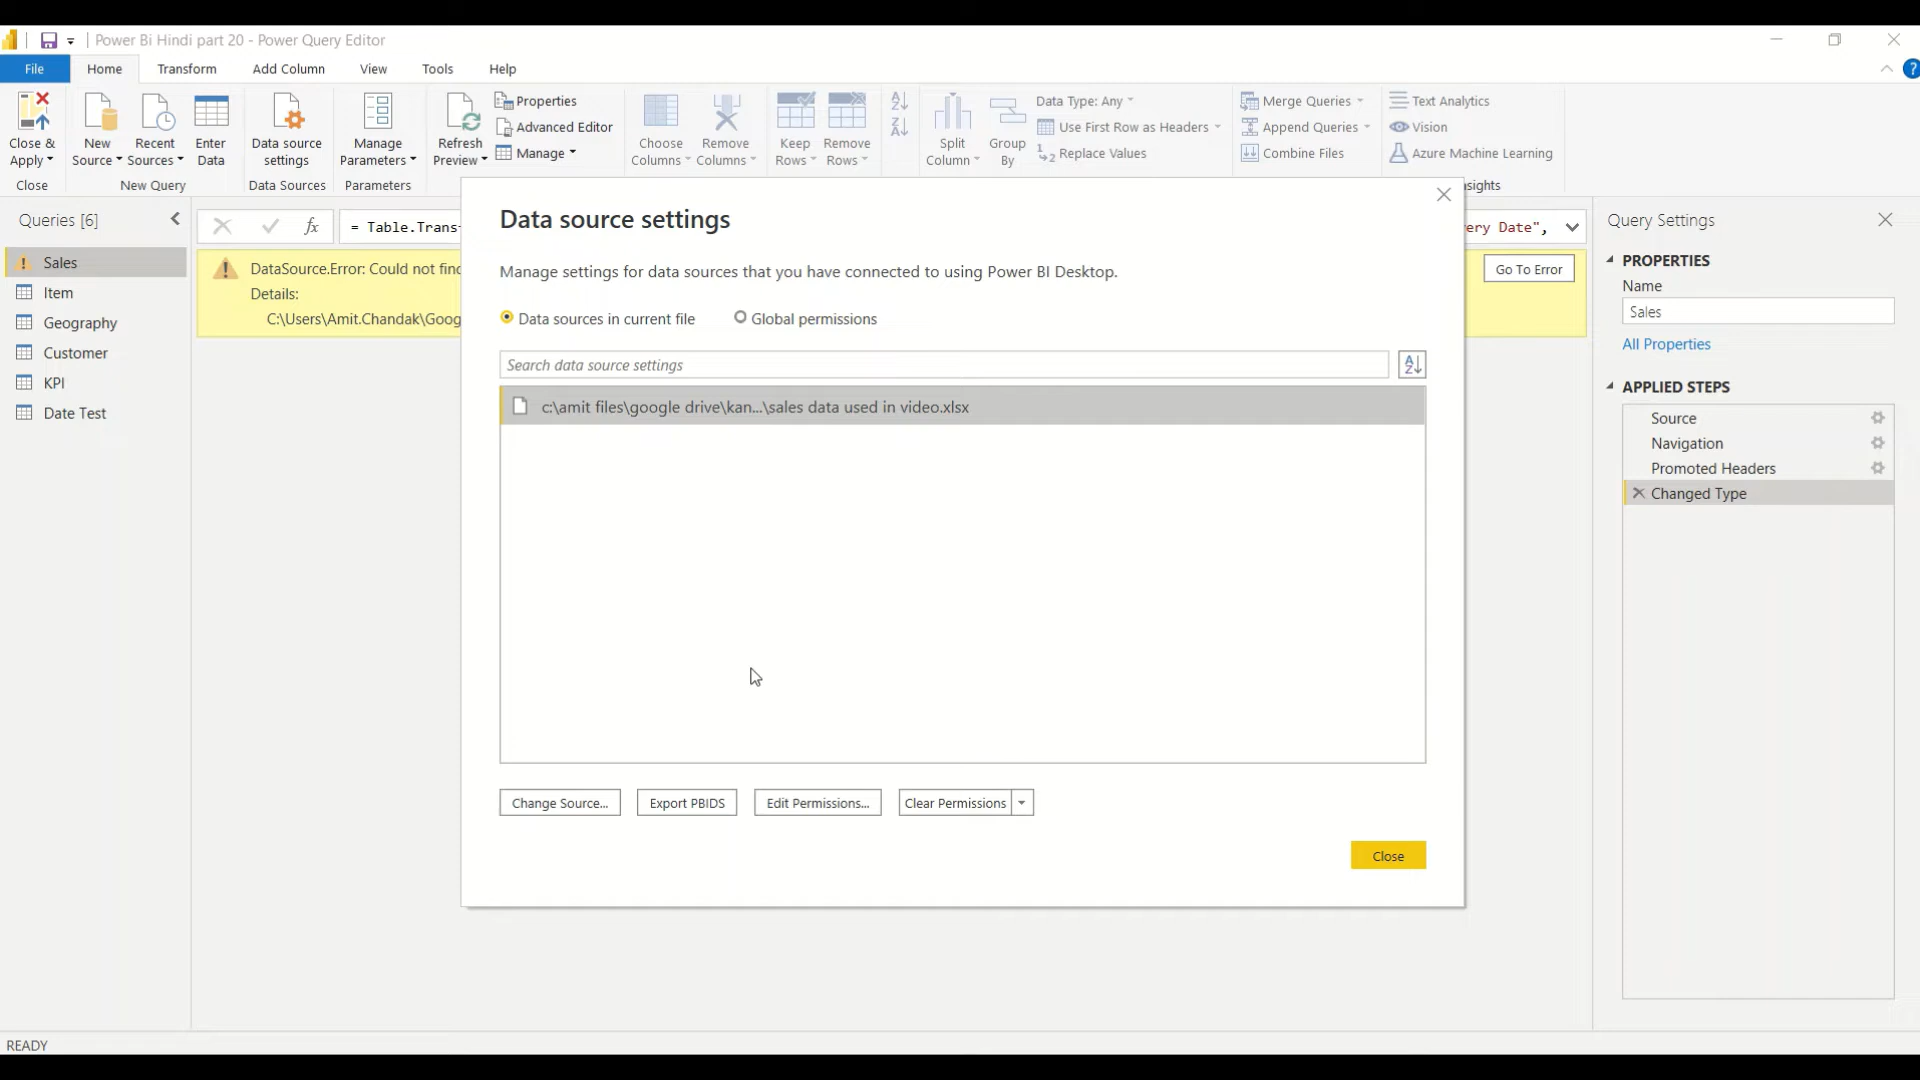 Power Bi Hindi part 20 - Power Query Editor
File Home Transform Add Column View Tools Help
Close & Apply
New Source
Recent Sources
Enter Data
Data source settings
Manage Parameters
Refresh Preview
Properties
Advanced Editor
Manage
Choose Columns
Remove Columns
Keep Rows
Remove Rows
Split Column
Group By
Data Type: Any
Use First Row as Headers
Replace Values
Merge Queries
Append Queries
Combine Files
Text Analytics
Vision
Azure Machine Learning
Close
New Query
Data Sources
Parameters
Queries [6]
Sales
Item
Geography
Customer
KPI
Date Test
fx
= Table.Trans
ery Date",
DataSource.Error: Could not find
Details:
C:\Users\Amit.Chandak\Goog
Go To Error
Data source settings
Manage settings for data sources that you have connected to using Power BI Desktop.
Data sources in current file
Global permissions
Search data source settings
c:\amit files\google drive\kan...\sales data used in video.xlsx
Change Source...
Export PBIDS
Edit Permissions...
Clear Permissions
Close
Query Settings
PROPERTIES
Name
Sales
All Properties
APPLIED STEPS
Source
Navigation
Promoted Headers
Changed Type
READY